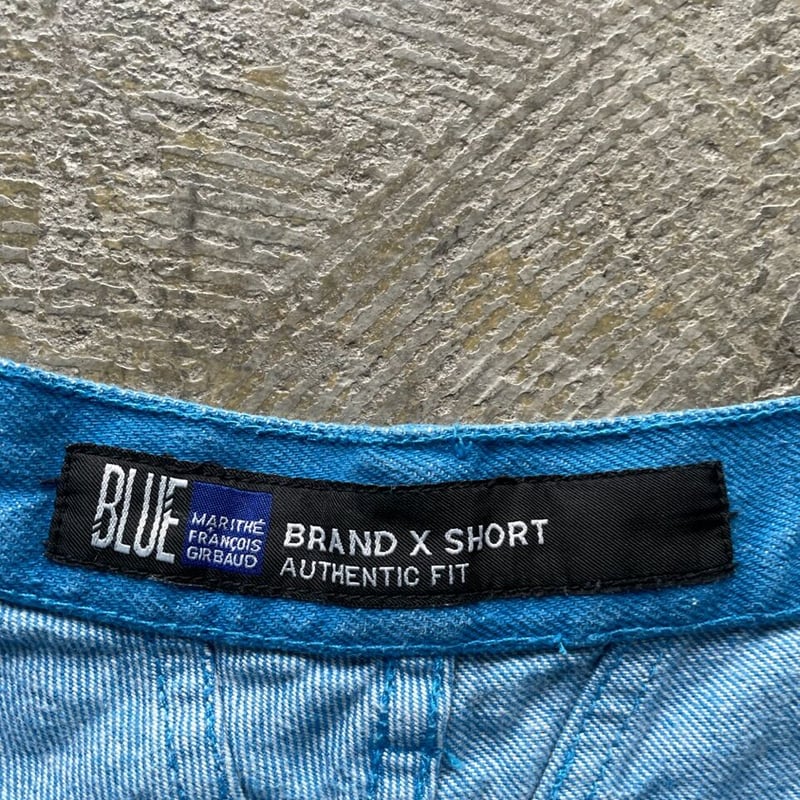 BLUE
MARITHÉ
FRANÇOIS
GIRBAUD
BRAND X SHORT
AUTHENTIC FIT